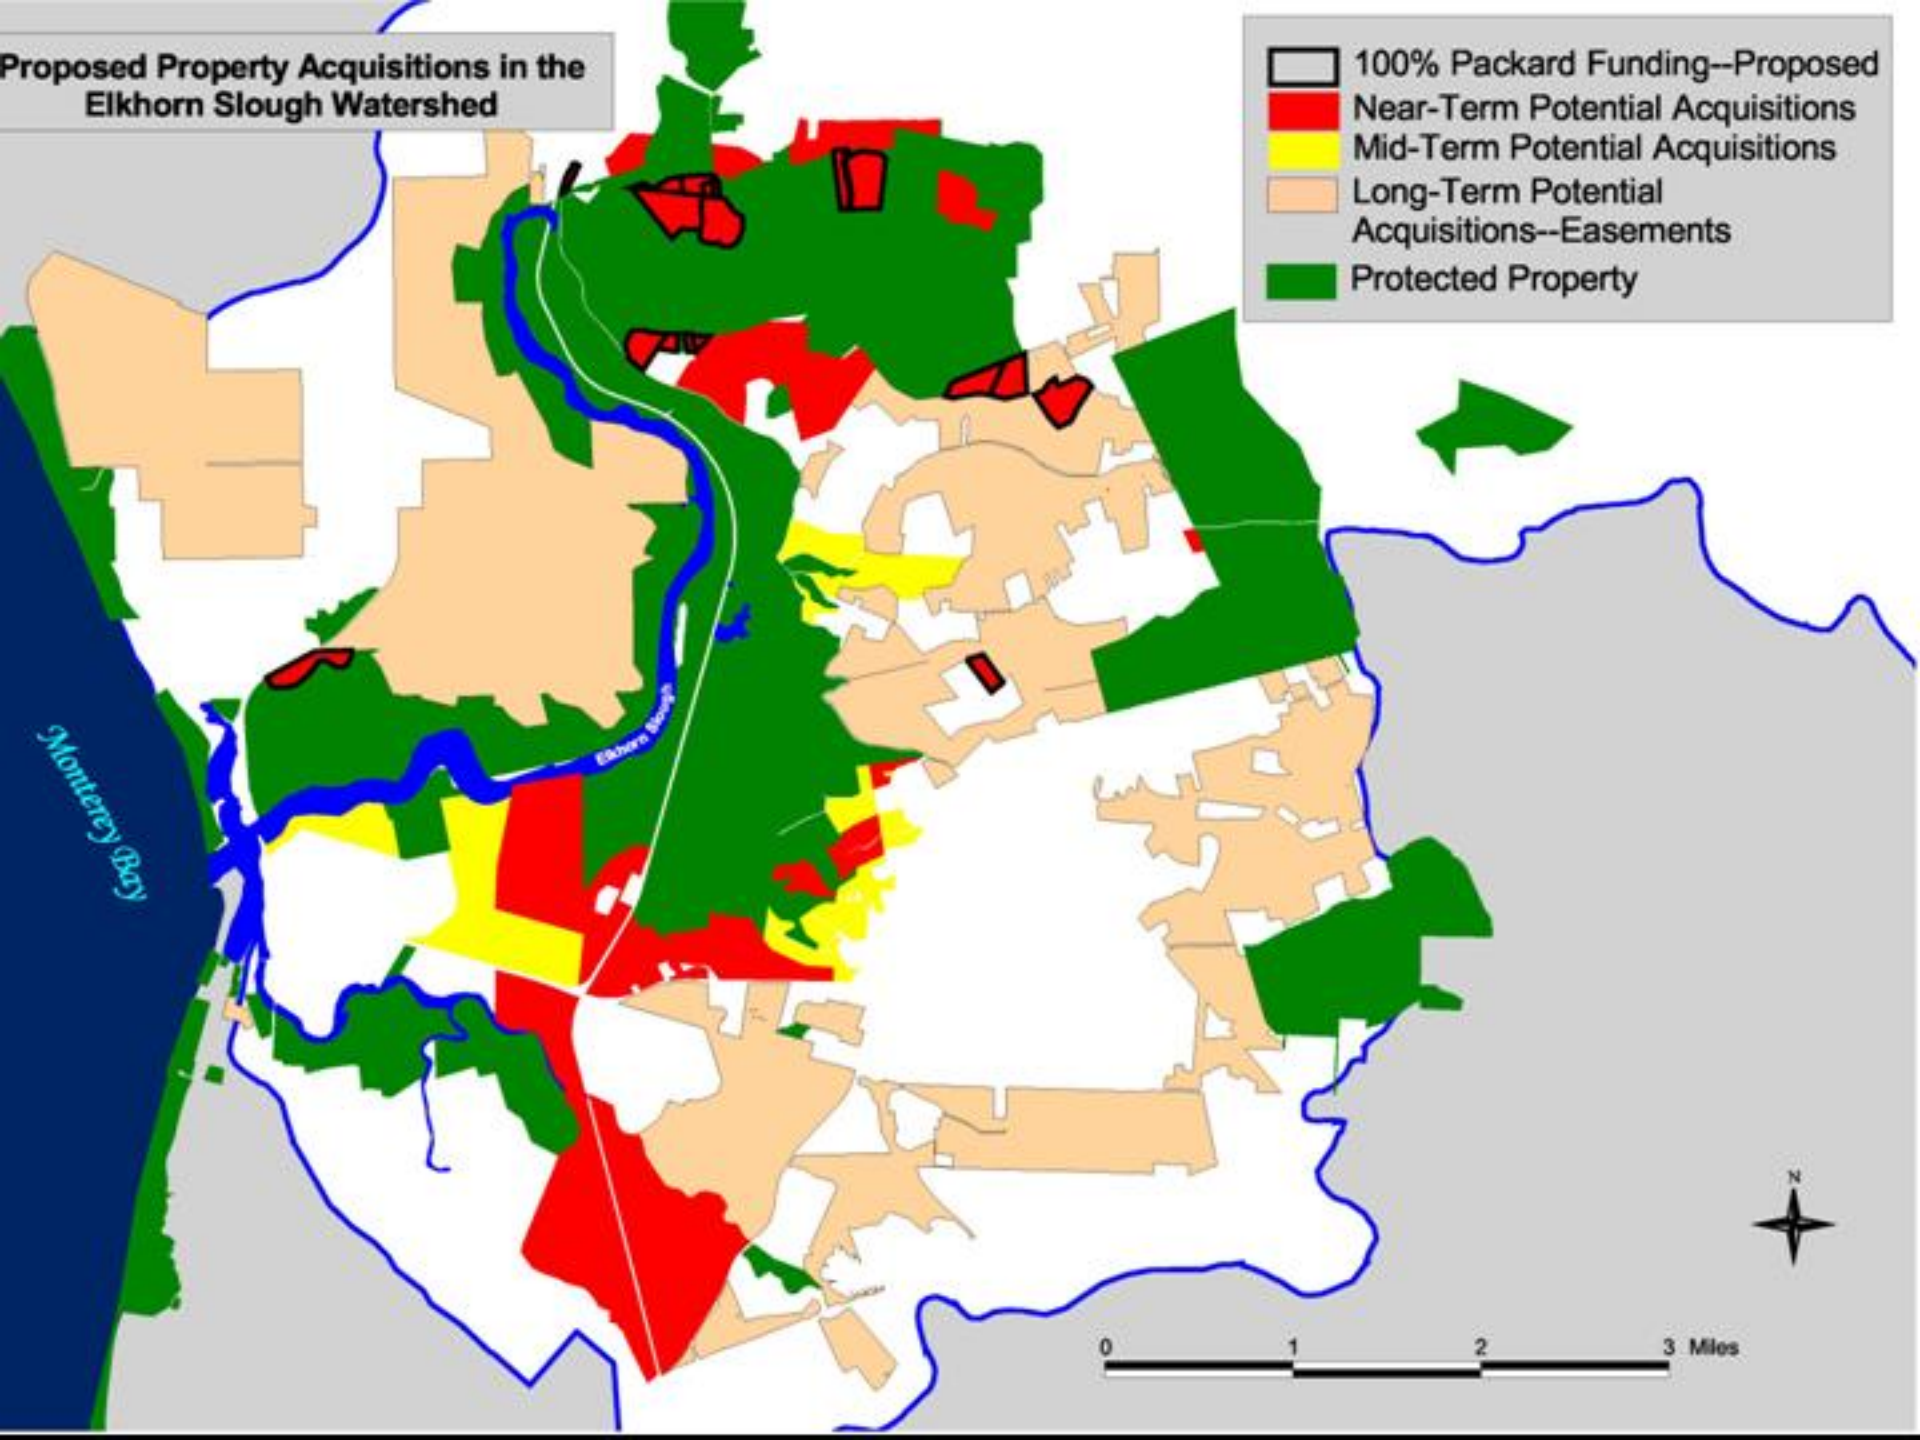 Proposed Property Acquisitions in the
Elkhorn Slough Watershed
100% Packard Funding--Proposed
Near-Term Potential Acquisitions
Mid-Term Potential Acquisitions
Long-Term Potential
Acquisitions--Easements
Protected Property
Elkhorn Slough
Monterey Bay
N
0 1 2 3 Miles